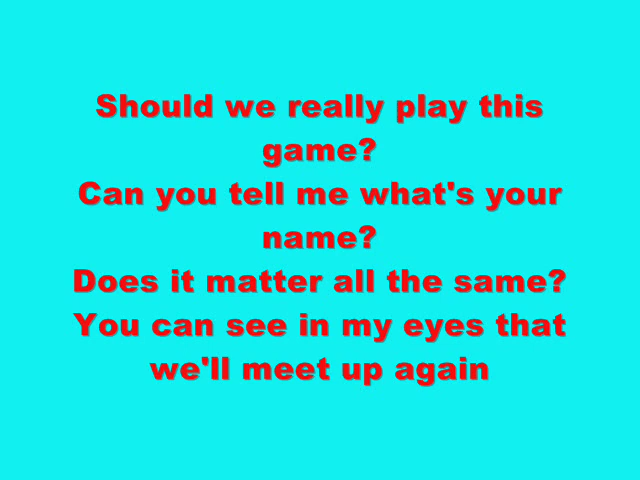 Should we really play this
game?
Can you tell me what's your
name?
Does it matter all the same?
You can see in my eyes that
we'll meet up again